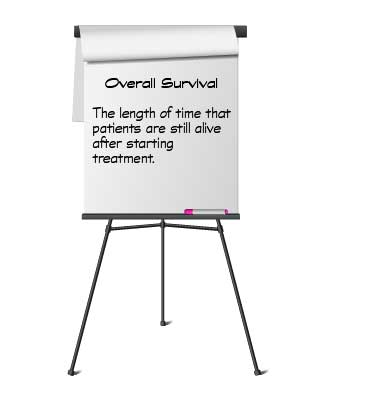 Overall Survival
The length of time that
patients are still alive
after starting
treatment.